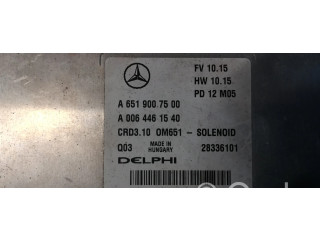 FV 10.15
HW 10.15
PD 12 M05
A 651 900 75 00
A 006 446 15 40
CRD3.10 OM651 - SOLENOID
Q03 MADE IN HUNGARY 28336101
DELPHI